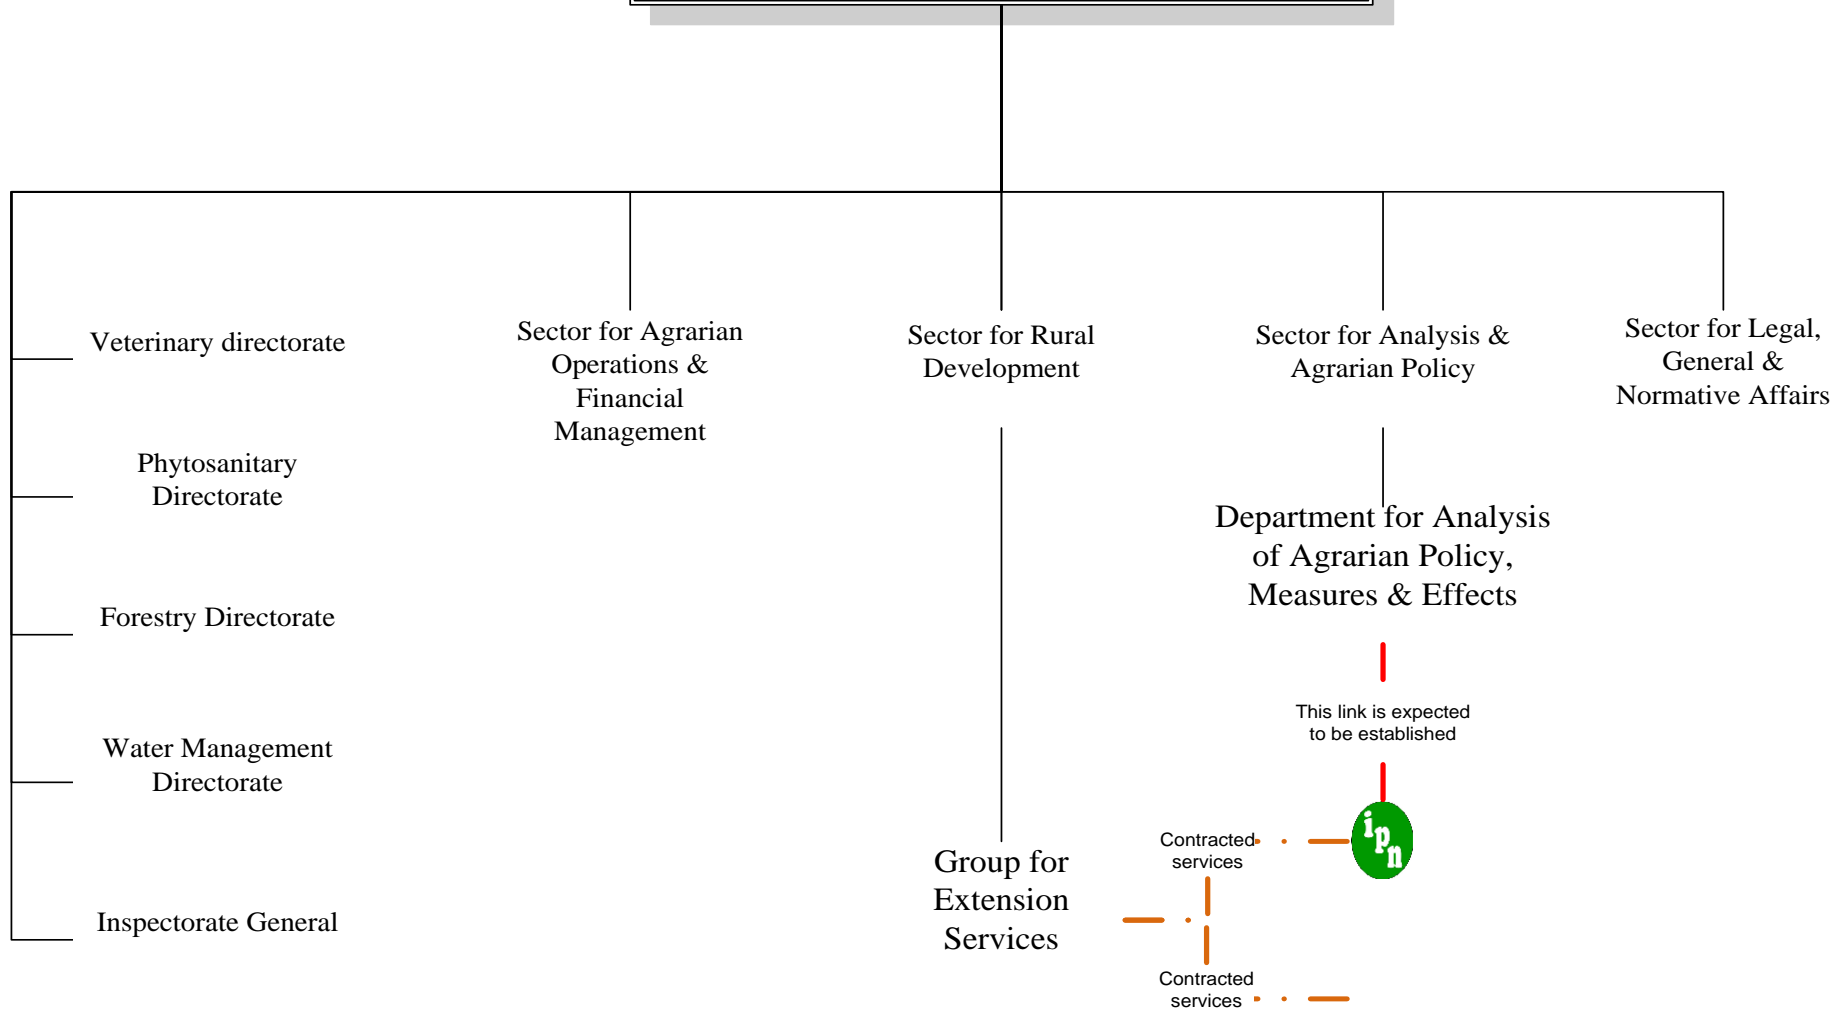 Veterinary directorate
Sector for Agrarian
Operations &
Financial
Management
Sector for Rural
Development
Sector for Analysis &
Agrarian Policy
Sector for Legal,
General &
Normative Affairs
Phytosanitary
Directorate
Department for Analysis
of Agrarian Policy,
Measures & Effects
Forestry Directorate
This link is expected
to be established
Water Management
Directorate
ipn
Contracted
services
Group for
Extension
Services
Inspectorate General
Contracted
services